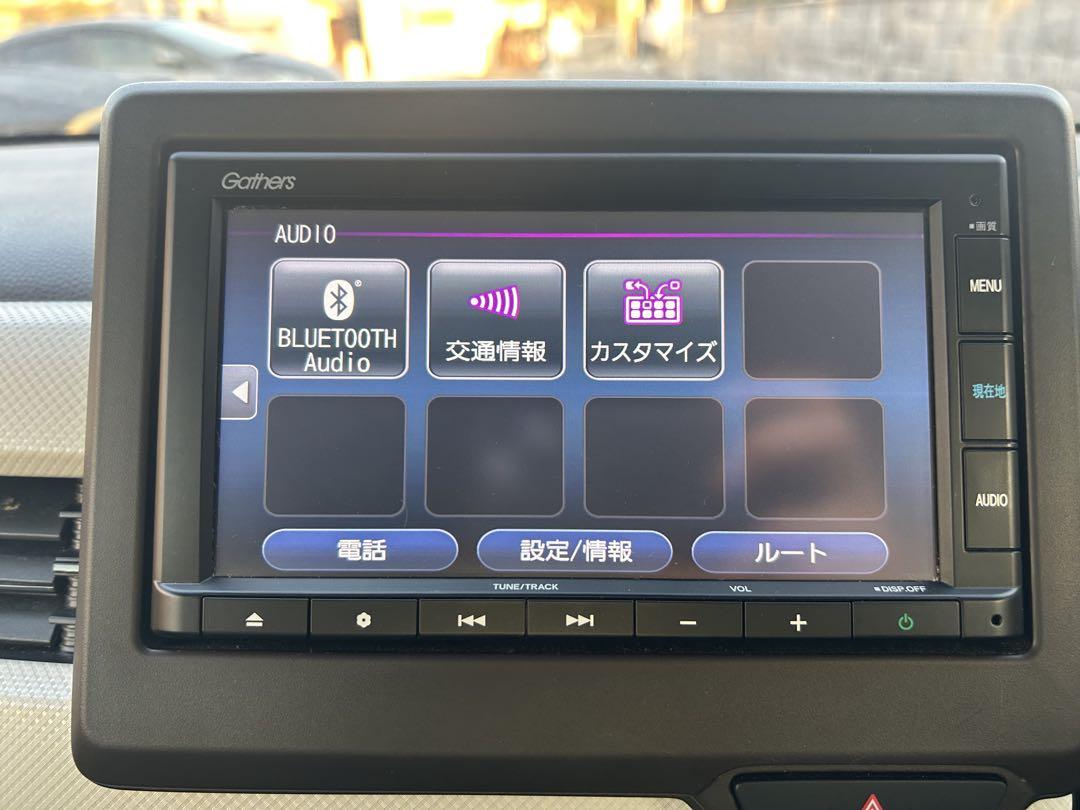 Gathers
■画質
AUDIO
MENU
BLUETOOTH®
Audio
交通情報
カスタマイズ
現在地
AUDIO
電話
設定/情報
ルート
TUNE/TRACK
VOL
■DISP.OFF